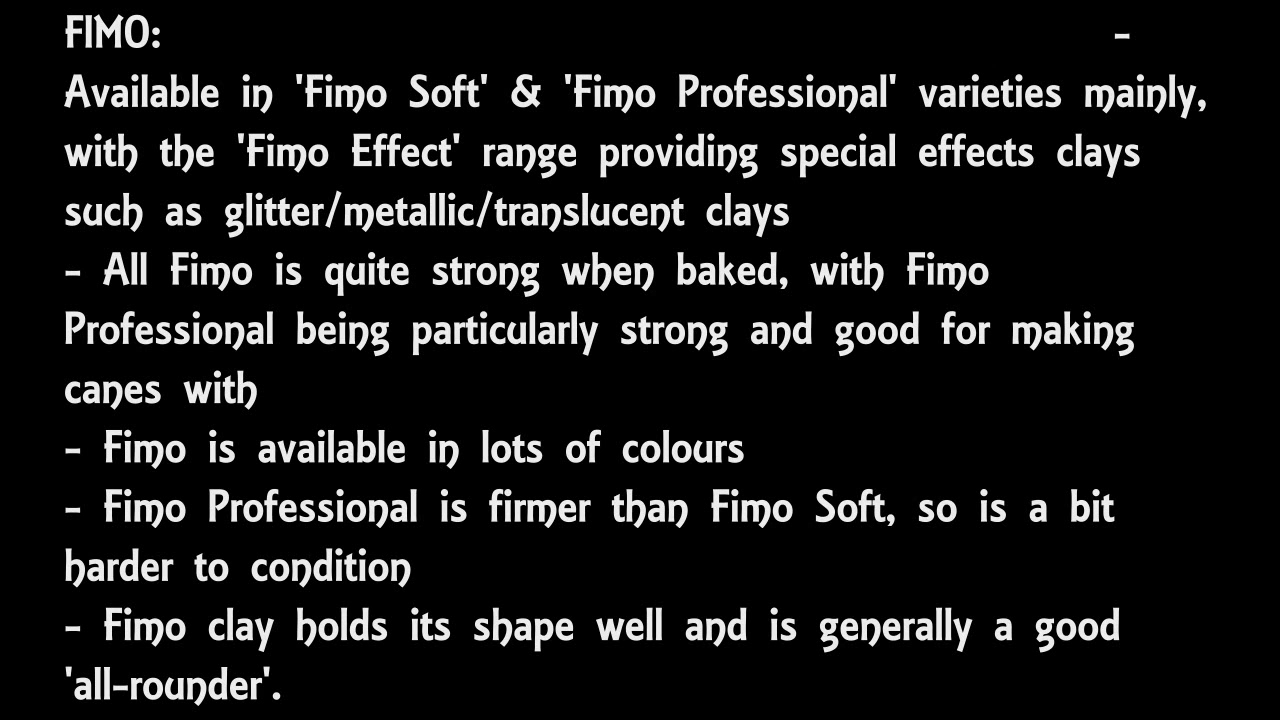 FIMO: -
Available in 'Fimo Soft' & 'Fimo Professional' varieties mainly,
with the 'Fimo Effect' range providing special effects clays
such as glitter/metallic/translucent clays
- All Fimo is quite strong when baked, with Fimo
Professional being particularly strong and good for making
canes with
- Fimo is available in lots of colours
- Fimo Professional is firmer than Fimo Soft, so is a bit
harder to condition
- Fimo clay holds its shape well and is generally a good
'all-rounder'.